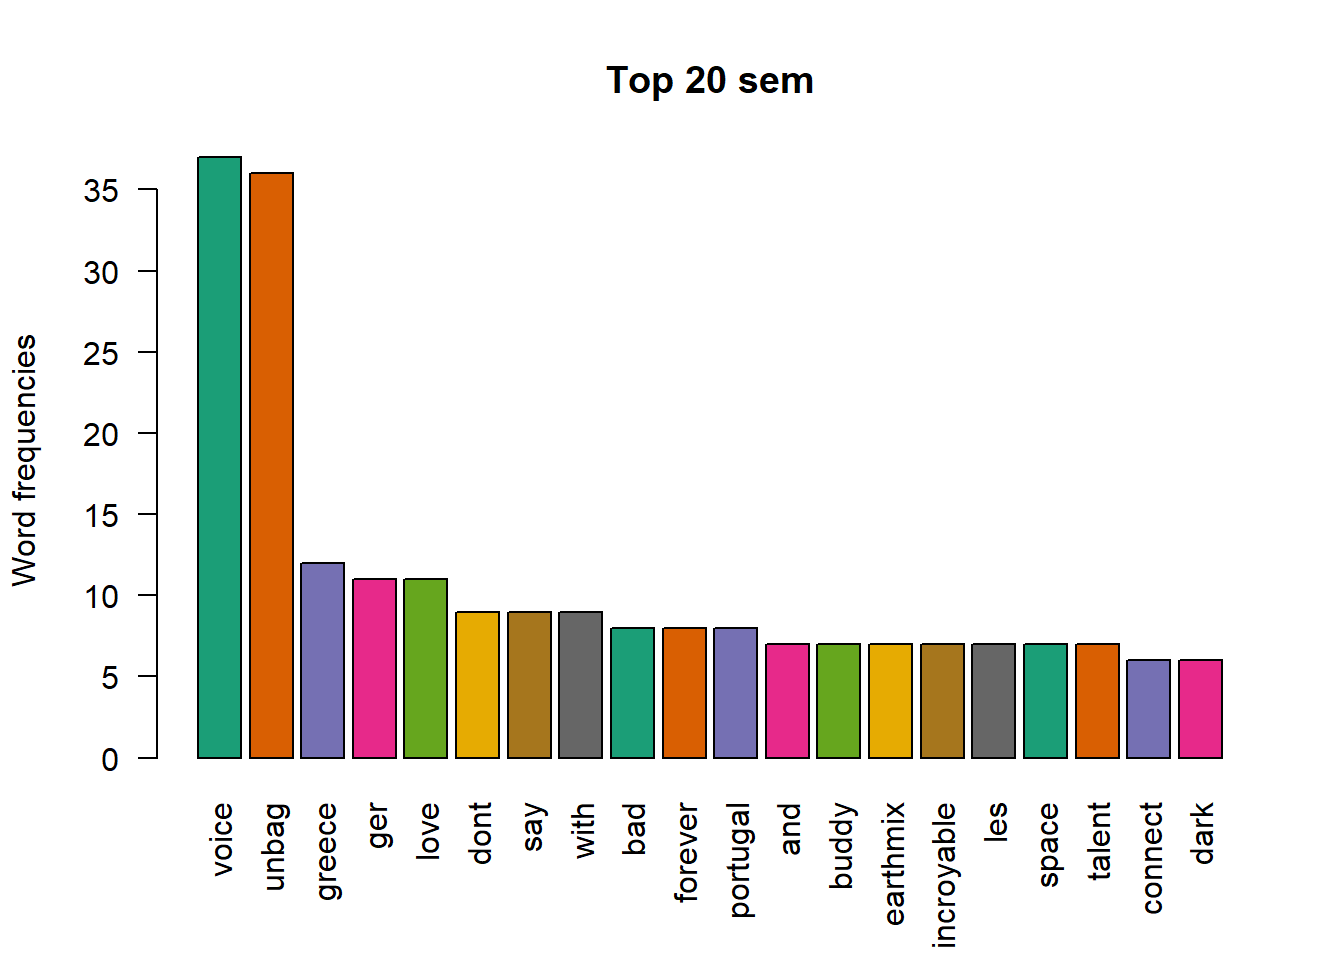 Top 20 sem
Word frequencies
35
30
25
20
15
10
5
0
voice
unbag
greece
ger
love
dont
say
with
bad
forever
portugal
and
buddy
earthmix
incroyable
les
space
talent
connect
dark